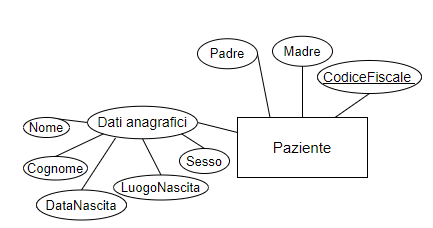 Padre
Madre
CodiceFiscale
Dati anagrafici
Nome
Paziente
Cognome
Sesso
LuogoNascita
DataNascita